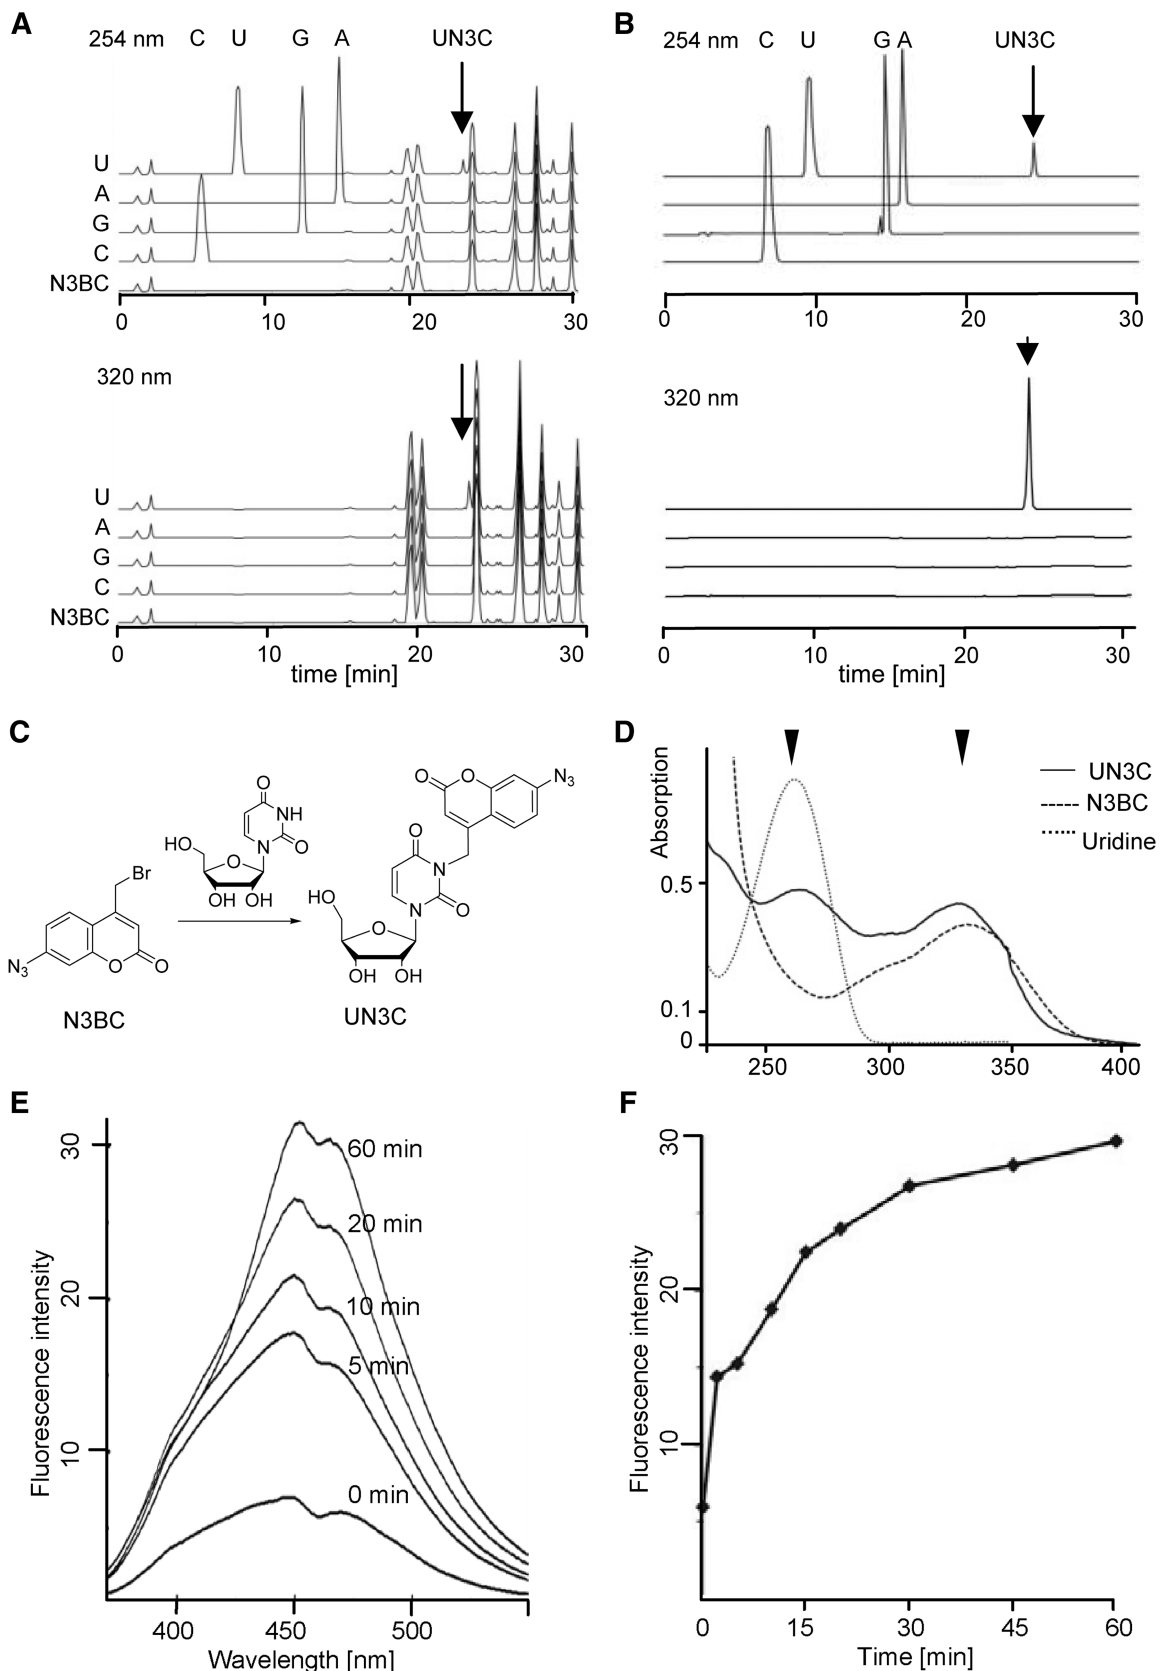 A
254 nm C U G A UN3C
U
A
G
C
N3BC
0 10 20 30
320 nm
U
A
G
C
N3BC
0 10 20 30
time [min]
B
254 nm C U G A UN3C
0 10 20 30
320 nm
0 10 20 30
time [min]
C
Br
N3
O
O
N3BC
O
NH
N
O
HO
O
OH OH
O
O
N3
O
N
N
O
HO
O
OH OH
UN3C
D
Absorption
0.5
0.1
0
250 300 350 400
UN3C
N3BC
Uridine
E
Fluorescence intensity
30
20
10
60 min
20 min
10 min
5 min
0 min
400 450 500
Wavelength [nm]
F
Fluorescence intensity
30
20
10
0 15 30 45 60
Time [min]